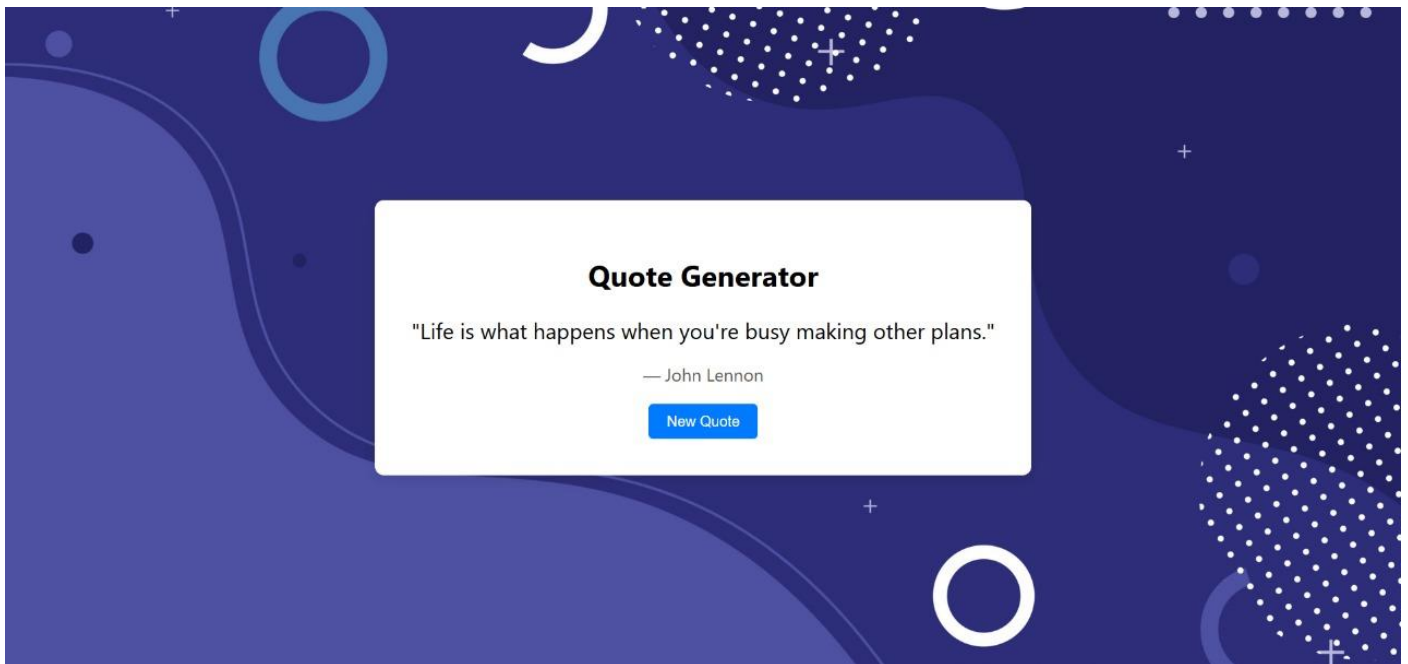 Quote Generator
"Life is what happens when you're busy making other plans."
— John Lennon
New Quote